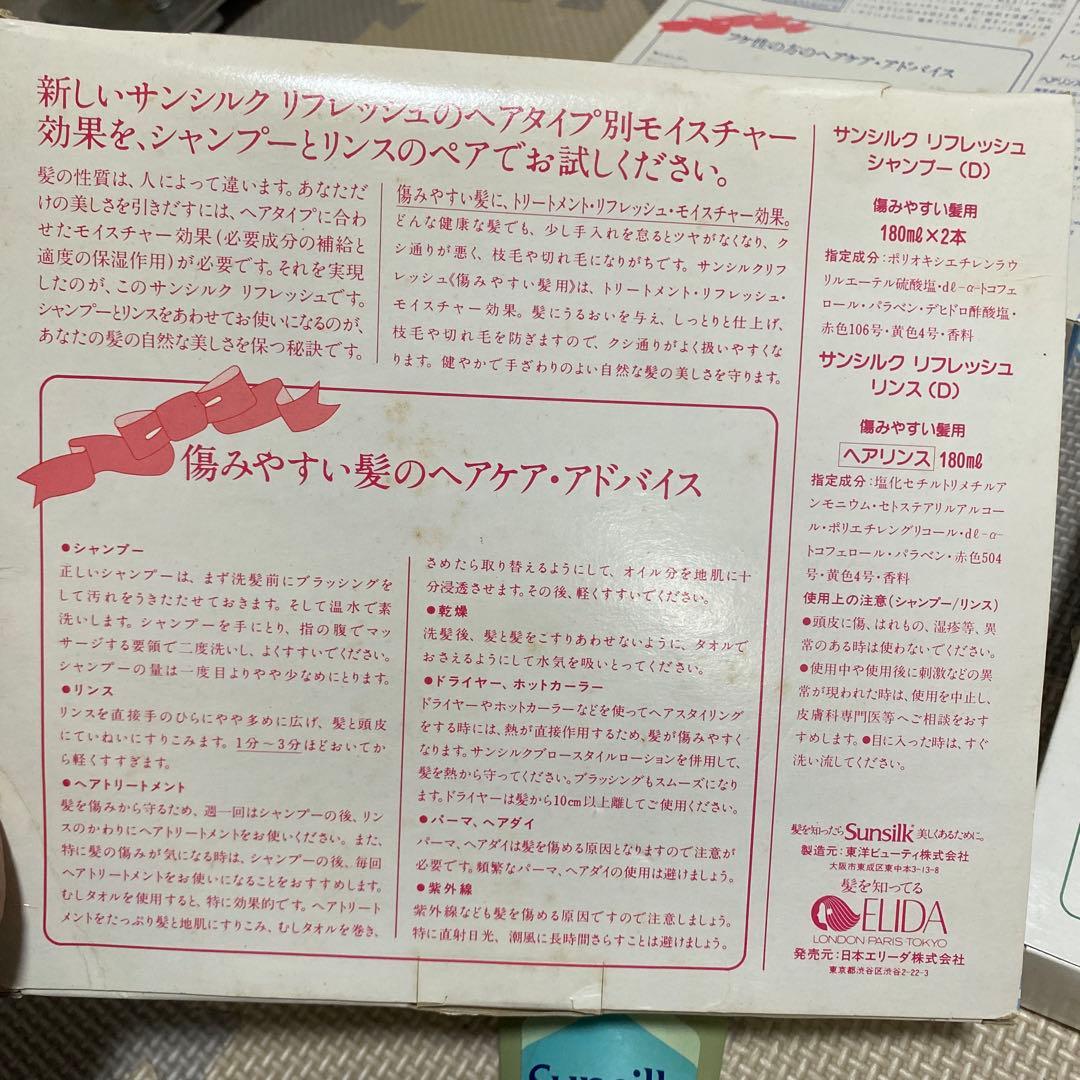 新しいサンシルク リフレッシュのヘアタイプ別モイスチャー
効果を、シャンプーとリンスのペアでお試しください。
髪の性質は、人によって違います。あなただ
けの美しさを引きだすには、ヘアタイプに合わ
せたモイスチャー効果(必要成分の補給と
適度の保湿作用)が必要です。それを実現
したのが、このサンシルク リフレッシュです。
シャンプーとリンスをあわせてお使いになるのが、
あなたの髪の自然な美しさを保つ秘訣です。
傷みやすい髪に、トリートメント・リフレッシュ・モイスチャー効果。
どんな健康な髪でも、少し手入れを怠るとツヤがなくなり、ク
シ通りが悪く、枝毛や切れ毛になりがちです。サンシルクリフ
レッシュ《傷みやすい髪用》は、トリートメント・リフレッシュ・
モイスチャー効果。髪にうるおいを与え、しっとりと仕上げ、
枝毛や切れ毛を防ぎますので、クシ通りがよく扱いやすくな
ります。健やかで手ざわりのよい自然な髪の美しさを守ります。
傷みやすい髪のヘアケア・アドバイス
●シャンプー
正しいシャンプーは、まず洗髪前にブラッシングを
して汚れをうきたたせておきます。そして温水で素
洗いします。シャンプーを手にとり、指の腹でマッ
サージする要領で二度洗いし、よくすすいでください。
シャンプーの量は一度目よりやや少なめにとります。
●リンス
リンスを直接手のひらにやや多めに広げ、髪と頭皮
にていねいにすりこみます。1分〜3分ほどおいてか
ら軽くすすぎます。
●ヘアトリートメント
髪を傷みから守るため、週一回はシャンプーの後、リン
スのかわりにヘアトリートメントをお使いください。また、
特に髪の傷みが気になる時は、シャンプーの後、毎回
ヘアトリートメントをお使いになることをおすすめします。
むしタオルを使用すると、特に効果的です。ヘアトリート
メントをたっぷり髪と地肌にすりこみ、むしタオルを巻き、
さめたら取り替えるようにして、オイル分を地肌に十
分浸透させます。その後、軽くすすいでください。
●乾燥
洗髪後、髪と髪をこすりあわせないように、タオルで
おさえるようにして水気を吸いとってください。
●ドライヤー、ホットカーラー
ドライヤーやホットカーラーなどを使ってヘアスタイリング
をする時には、熱が直接作用するため、髪が傷みやすく
なります。サンシルクブロースタイルローションを併用して、
髪を熱から守ってください。ブラッシングもスムーズになり
ます。ドライヤーは髪から10cm以上離してご使用ください。
●パーマ、ヘアダイ
パーマ、ヘアダイは髪を傷める原因となりますので注意が
必要です。頻繁なパーマ、ヘアダイの使用は避けましょう。
●紫外線
紫外線なども髪を傷める原因ですので注意しましょう。
特に直射日光、潮風に長時間さらすことは避けましょう。
サンシルク リフレッシュ
シャンプー(D)
傷みやすい髪用
180mℓ×2本
指定成分:ポリオキシエチレンラウ
リルエーテル硫酸塩・dℓ-α-トコフェ
ロール・パラベン・デヒドロ酢酸塩・
赤色106号・黄色4号・香料
サンシルク リフレッシュ
リンス(D)
傷みやすい髪用
ヘアリンス 180mℓ
指定成分:塩化セチルトリメチルア
ンモニウム・セトステアリルアルコー
ル・ポリエチレングリコール・dℓ-α-
トコフェロール・パラベン・赤色504
号・黄色4号・香料
使用上の注意(シャンプー/リンス)
●頭皮に傷、はれもの、湿疹等、異
常のある時は使わないでください。
●使用中や使用後に刺激などの異
常が現われた時は、使用を中止し、
皮膚科専門医等へご相談をおす
すめします。●目に入った時は、すぐ
洗い流してください。
髪を知ったら Sunsilk 美しくあるために。
製造元:東洋ビューティ株式会社
大阪市東成区東中本3-13-8
髪を知ってる
ELIDA
LONDON PARIS TOKYO
発売元:日本エリーダ株式会社
東京都渋谷区渋谷2-22-3
フケ性の方のヘアケア・アドバイス
Sunsilk